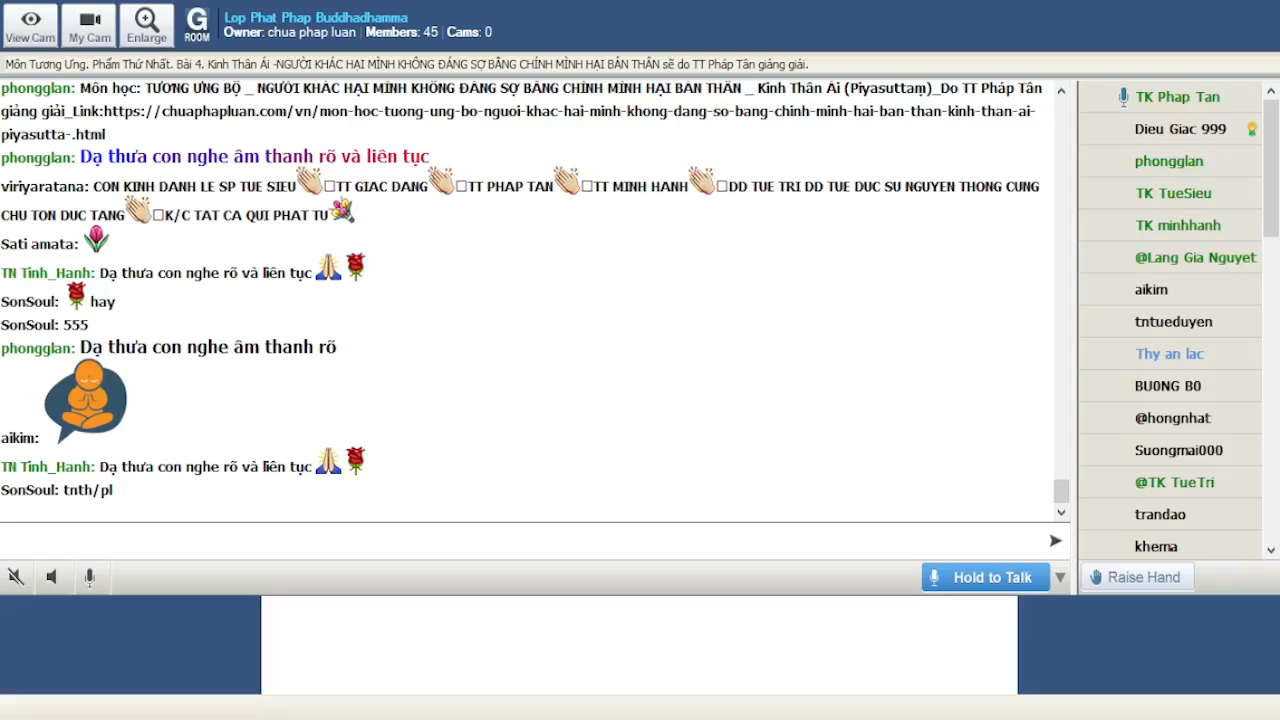 View Cam
My Cam
Enlarge
G
ROOM
Lop Phat Phap Buddhadhamma
Owner: chua phap luan | Members: 45 | Cams: 0
Môn Tương Ưng. Phẩm Thứ Nhất. Bài 4. Kinh Thân Ái -NGƯỜI KHÁC HẠI MÌNH KHÔNG ĐÁNG SỢ BẰNG CHÍNH MÌNH HẠI BẢN THÂN sẽ do TT Pháp Tân giảng giải.
phongglan: Môn học: TƯƠNG ƯNG BỘ _ NGƯỜI KHÁC HẠI MÌNH KHÔNG ĐÁNG SỢ BẰNG CHÍNH MÌNH HẠI BẢN THÂN _ Kinh Thân Ái (Piyasuttaṃ)_Do TT Pháp Tân
giảng giải_Link:https://chuaphapluan.com/vn/mon-hoc-tuong-ung-bo-nguoi-khac-hai-minh-khong-dang-so-bang-chinh-minh-hai-ban-than-kinh-than-ai-
piyasutta-.html
phongglan: Dạ thưa con nghe âm thanh rõ và liên tục
viriyaratana: CON KINH DANH LE SP TUE SIEU👏□TT GIAC DANG👏□TT PHAP TAN👏□TT MINH HANH👏□DD TUE TRI DD TUE DUC SU NGUYEN THONG CUNG
CHU TON DUC TANG👏□K/C TAT CA QUI PHAT TU💐
Sati amata: 🌷
TN Tinh_Hanh: Dạ thưa con nghe rõ và liên tục 🙏🌹
SonSoul: 🌹 hay
SonSoul: 555
phongglan: Dạ thưa con nghe âm thanh rõ
aikim:
TN Tinh_Hanh: Dạ thưa con nghe rõ và liên tục 🙏🌹
SonSoul: tnth/pl
Hold to Talk
TK Phap Tan
Dieu Giac 999
phongglan
TK TueSieu
TK minhhanh
@Lang Gia Nguyet
aikim
tntueduyen
Thy an lac
BU0NG B0
@hongnhat
Suongmai000
@TK TueTri
trandao
khema
Raise Hand